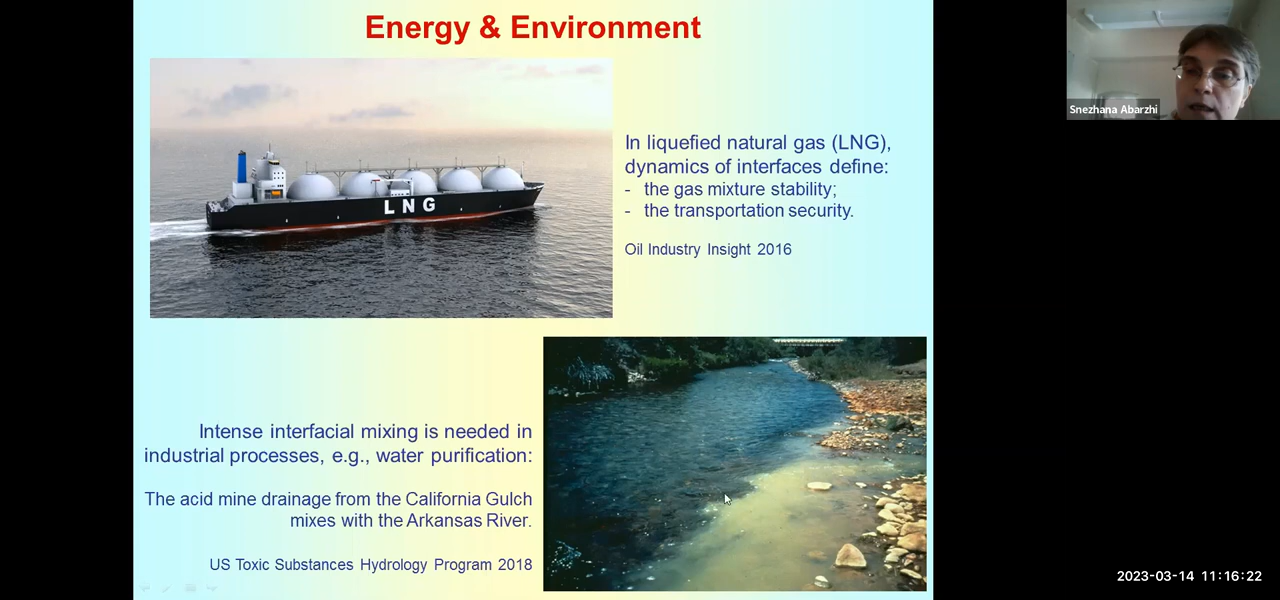 Energy & Environment
Snezhana Abarzhi
LNG
In liquefied natural gas (LNG),
dynamics of interfaces define:
- the gas mixture stability;
- the transportation security.
Oil Industry Insight 2016
Intense interfacial mixing is needed in
industrial processes, e.g., water purification:
The acid mine drainage from the California Gulch
mixes with the Arkansas River.
US Toxic Substances Hydrology Program 2018
2023-03-14 11:16:22